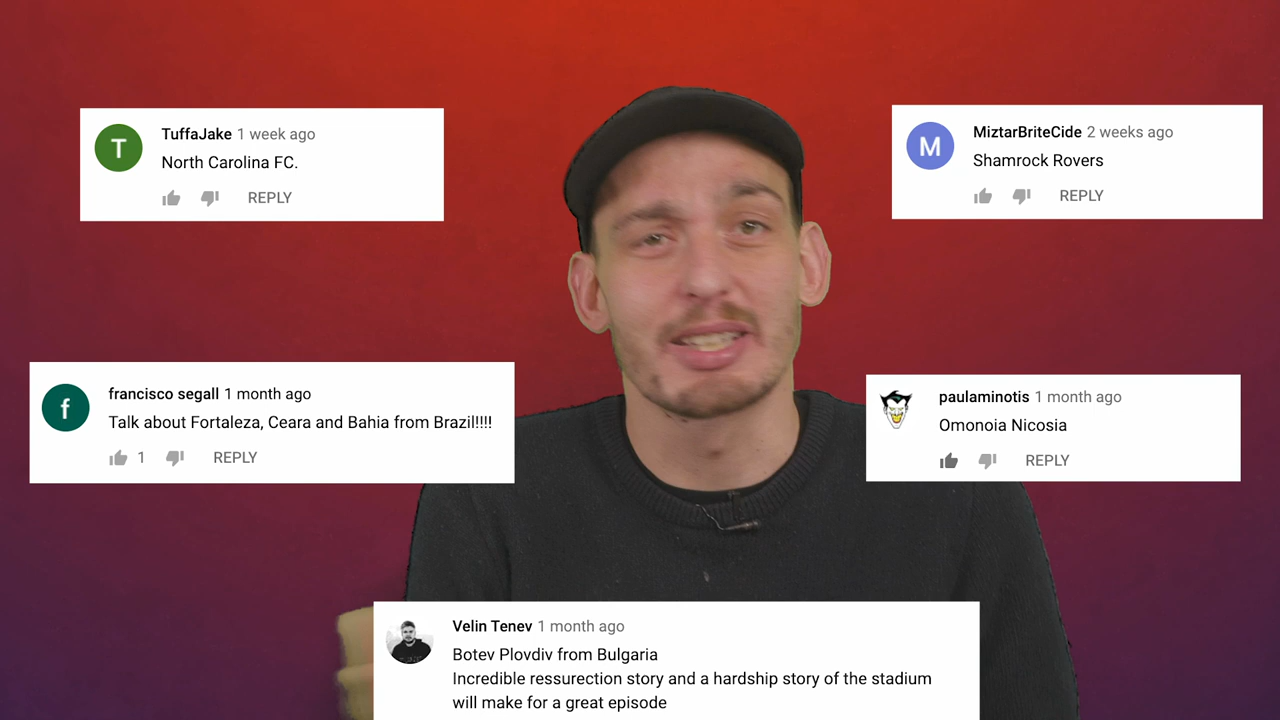 T
TuffaJake 1 week ago
North Carolina FC.
REPLY
M
MiztarBriteCide 2 weeks ago
Shamrock Rovers
REPLY
f
francisco segall 1 month ago
Talk about Fortaleza, Ceara and Bahia from Brazil!!!!
1 REPLY
paulaminotis 1 month ago
Omonoia Nicosia
REPLY
Velin Tenev 1 month ago
Botev Plovdiv from Bulgaria
Incredible ressurection story and a hardship story of the stadium
will make for a great episode